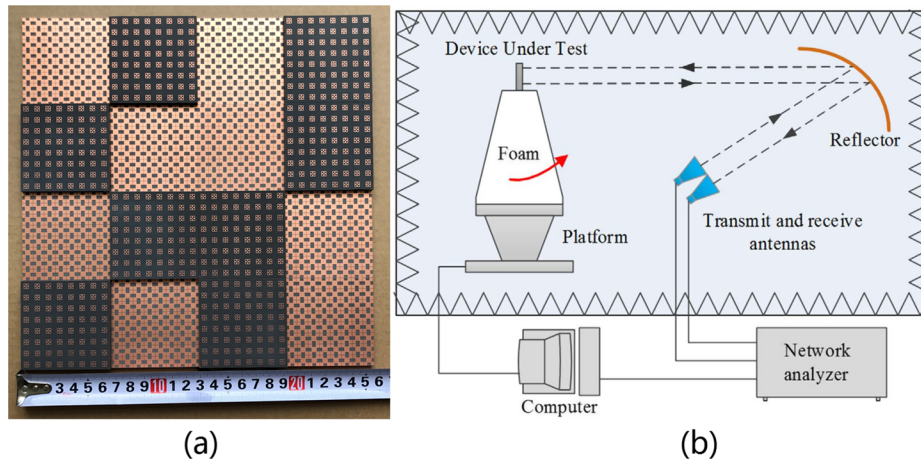 3 4 5 6 7 8 9 10 1 2 3 4 5 6 7 8 9 20 1 2 3 4 5 6
(a)
Device Under Test
Reflector
Foam
Transmit and receive
antennas
Platform
Network
analyzer
Computer
(b)